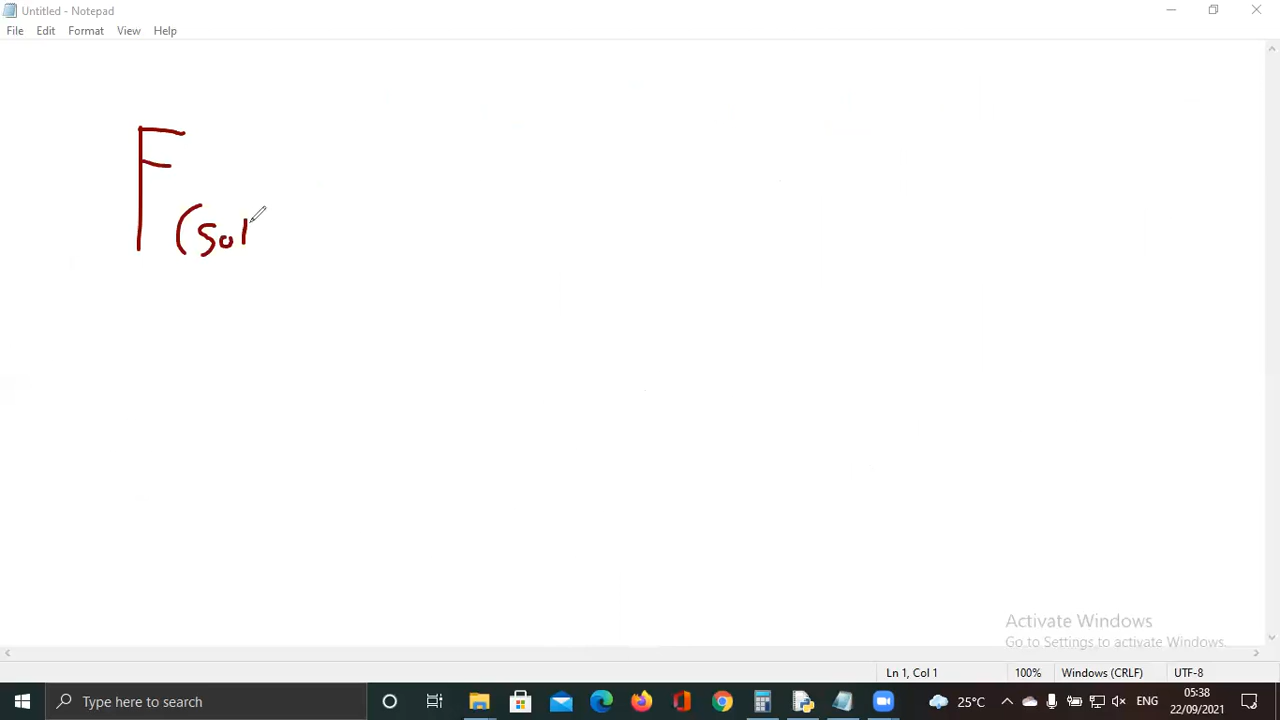 Untitled - Notepad
File Edit Format View Help
F
(sol
Activate Windows
Go to Settings to activate Windows.
Ln 1, Col 1 100% Windows (CRLF) UTF-8
Type here to search 25°C ENG 05:38
22/09/2021